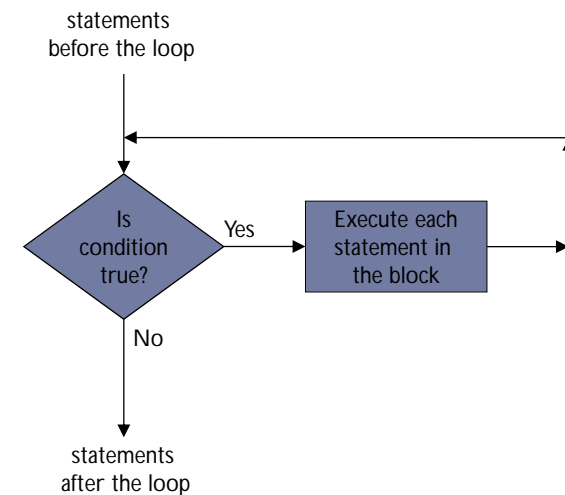 statements
before the loop
Is
condition
true?
Yes
Execute each
statement in
the block
No
statements
after the loop